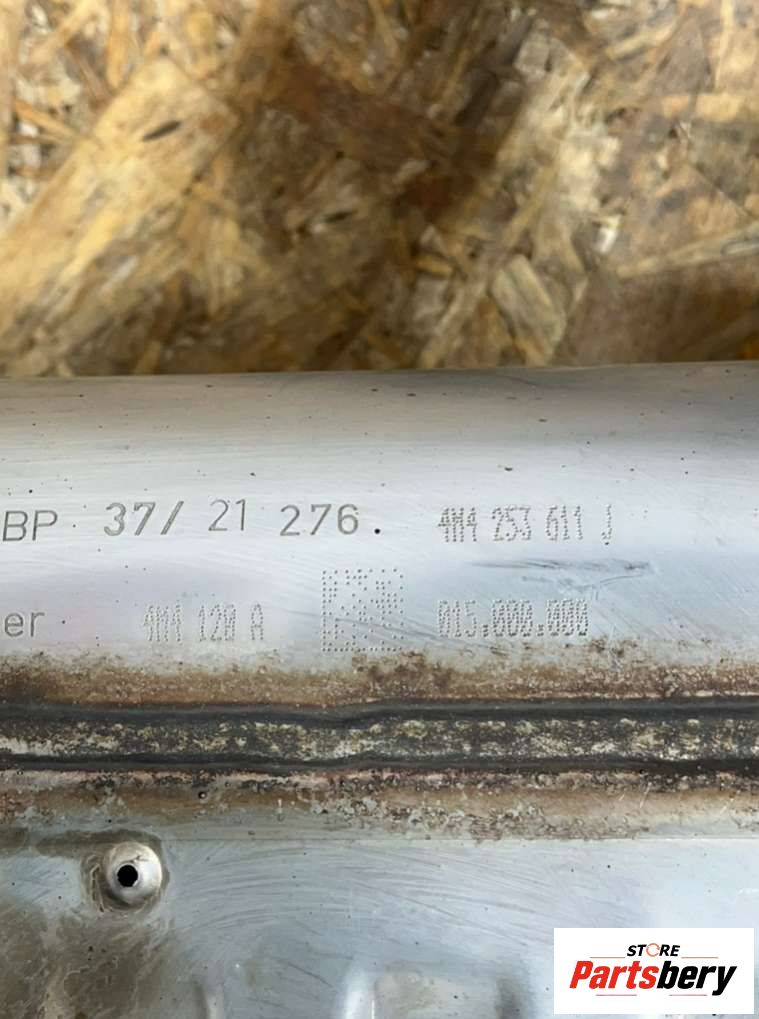 BP 37/ 21 276. 4M4 253 611 J
er 4M4 120 A 015.000.000
STORE
Partsbery